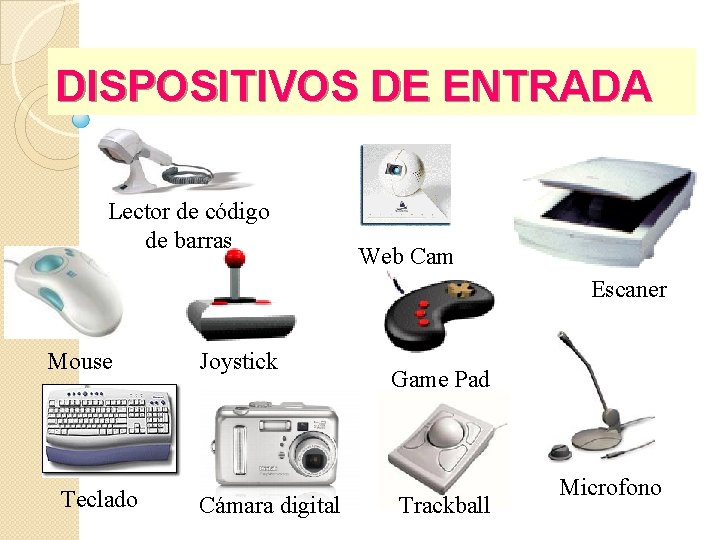 DISPOSITIVOS DE ENTRADA
Lector de código
de barras
Web Cam
Escaner
Mouse
Joystick
Game Pad
Teclado
Cámara digital
Trackball
Microfono